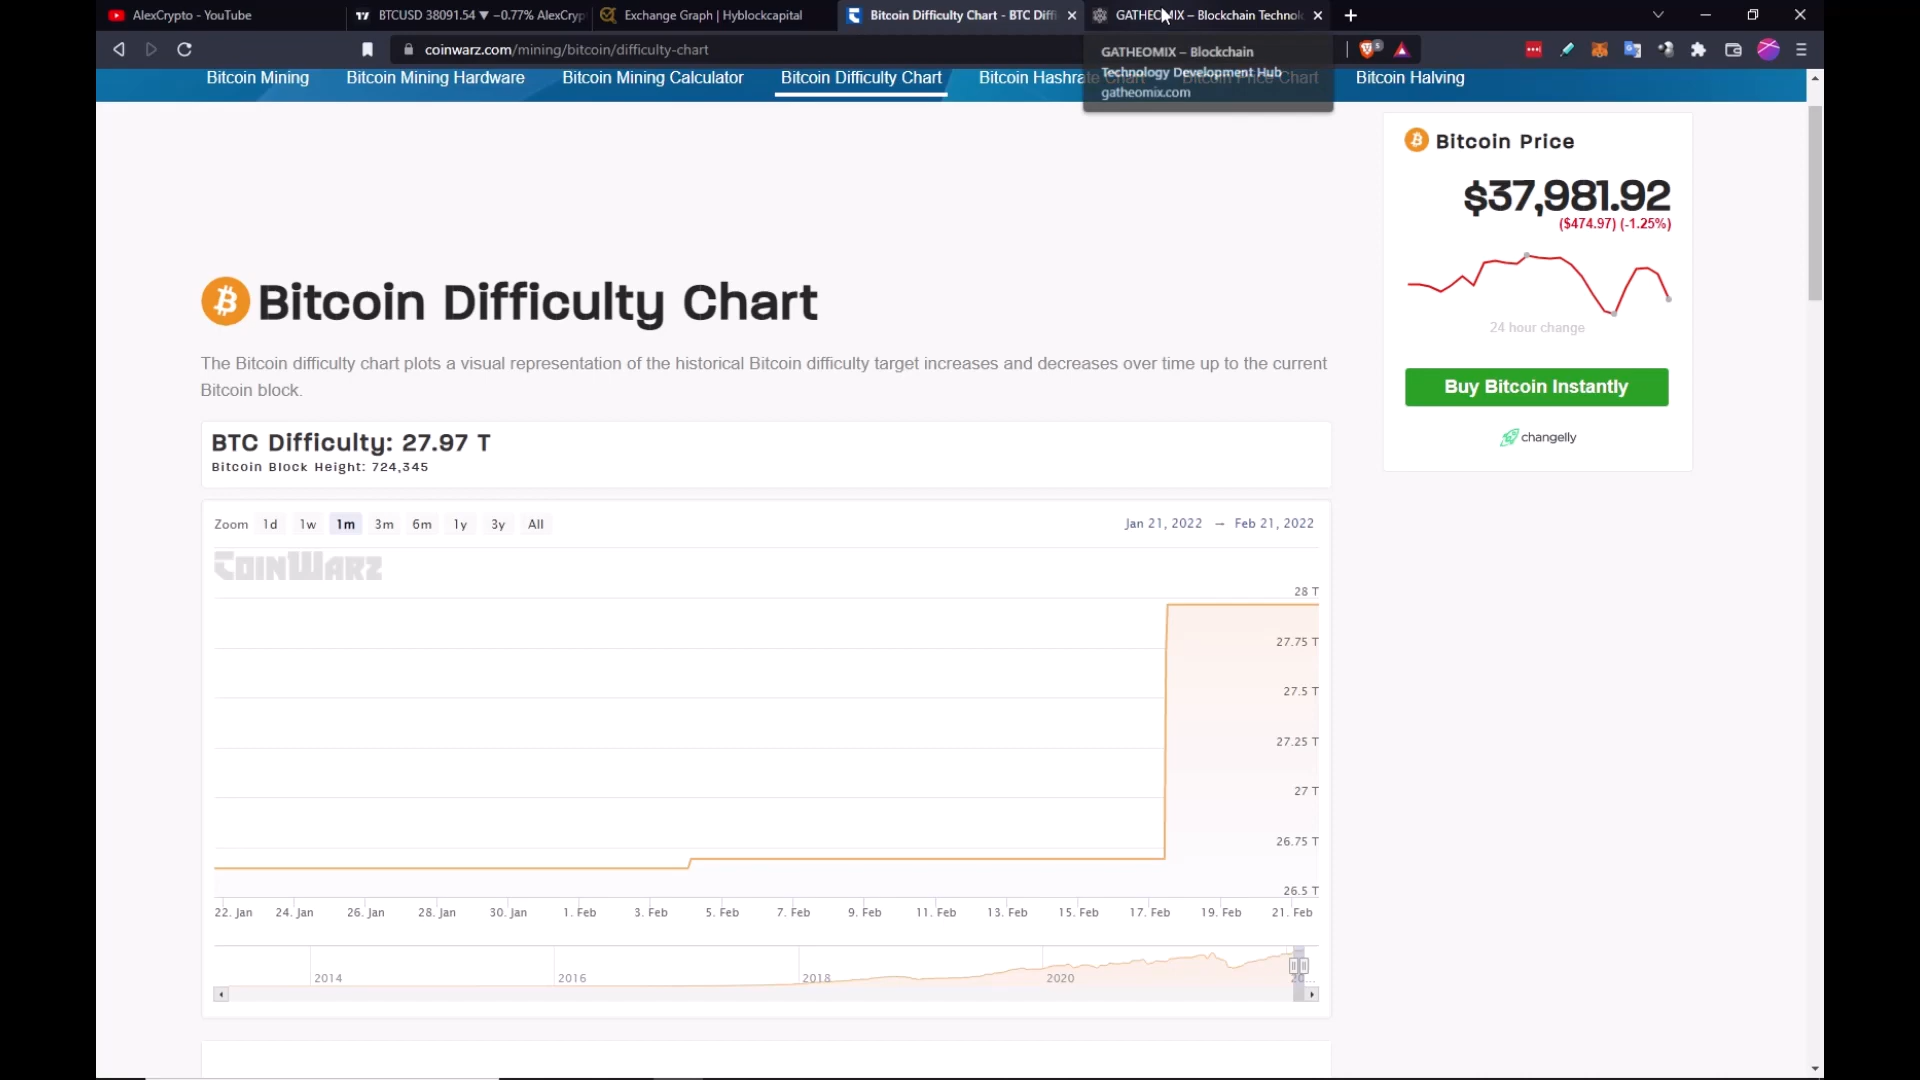 AlexCrypto - YouTube
BTCUSD 38091.54 ▼ −0.77% AlexCryp
Exchange Graph | Hyblockcapital
Bitcoin Difficulty Chart - BTC Diffi
GATHEOMIX – Blockchain Technol
coinwarz.com/mining/bitcoin/difficulty-chart
GATHEOMIX – Blockchain
Technology Development Hub
gatheomix.com
Bitcoin Mining
Bitcoin Mining Hardware
Bitcoin Mining Calculator
Bitcoin Difficulty Chart
Bitcoin Hashrate Chart
Bitcoin Price Chart
Bitcoin Halving
Bitcoin Price
$37,981.92
($474.97) (-1.25%)
24 hour change
Buy Bitcoin Instantly
changelly
Bitcoin Difficulty Chart
The Bitcoin difficulty chart plots a visual representation of the historical Bitcoin difficulty target increases and decreases over time up to the current
Bitcoin block.
BTC Difficulty: 27.97 T
Bitcoin Block Height: 724,345
Zoom 1d 1w 1m 3m 6m 1y 3y All
Jan 21, 2022 → Feb 21, 2022
CoinWarz
28 T
27.75 T
27.5 T
27.25 T
27 T
26.75 T
26.5 T
22. Jan 24. Jan 26. Jan 28. Jan 30. Jan 1. Feb 3. Feb 5. Feb 7. Feb 9. Feb 11. Feb 13. Feb 15. Feb 17. Feb 19. Feb 21. Feb
2014 2016 2018 2020 20...